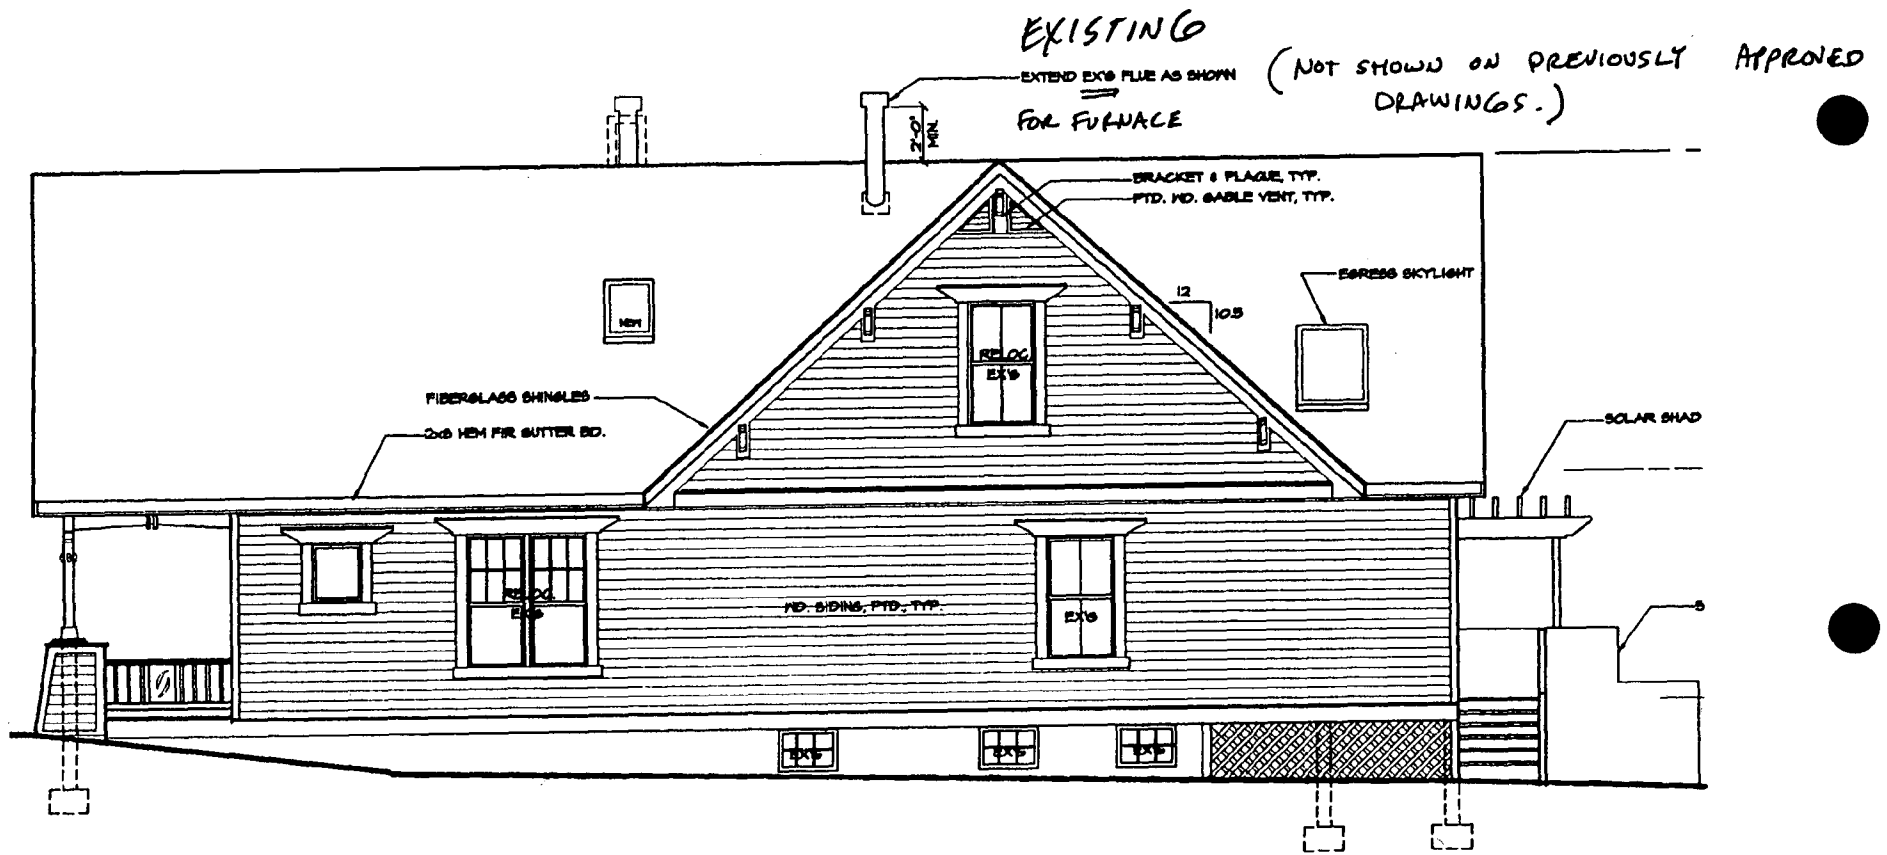 EXISTING
EXTEND EX'G FLUE AS SHOWN
(NOT SHOWN ON PREVIOUSLY APPROVED
DRAWINGS.)
FOR FURNACE
2'-0"
MIN.
BRACKET & PLAQUE, TYP.
PTD. WD. GABLE VENT, TYP.
EGRESS SKYLIGHT
12
10.5
NEW
RELOC.
EX'G
FIBERGLASS SHINGLES
2x8 HEM FIR GUTTER BD.
SOLAR SHAD
RELOC.
EX'G
WD. SIDING, PTD., TYP.
EX'G
S
EX'G
EX'G
EX'G